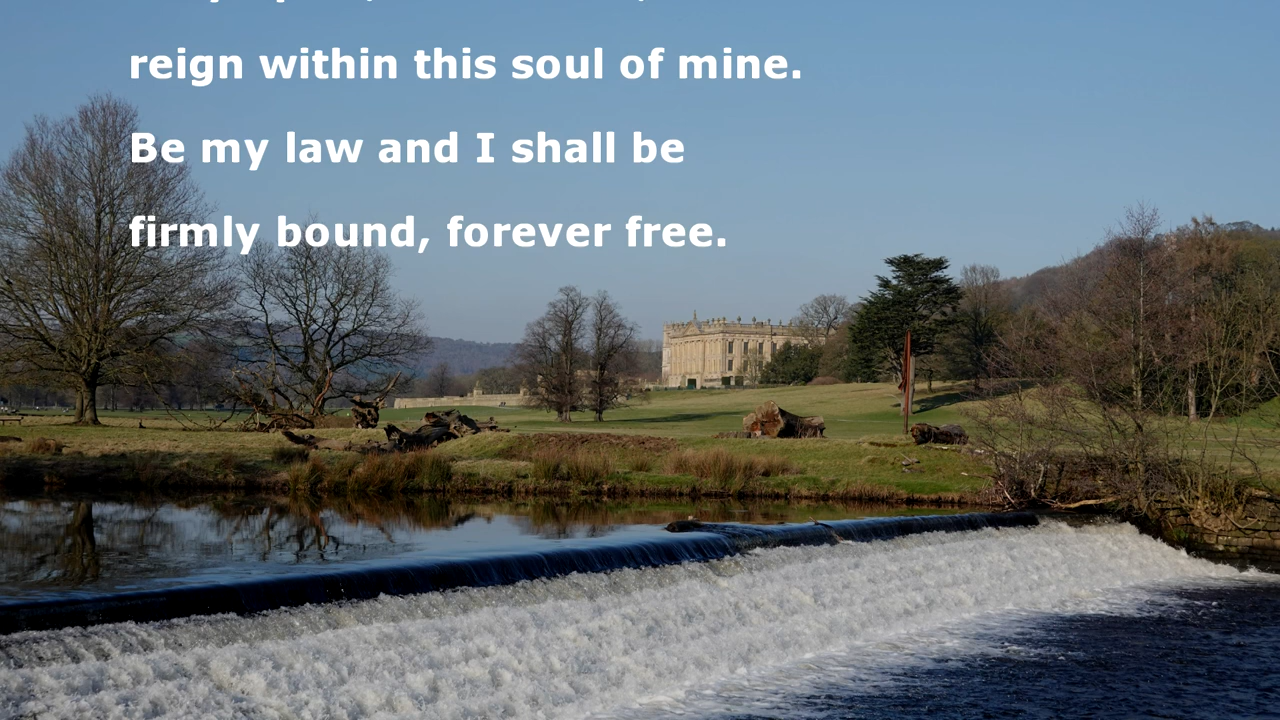 reign within this soul of mine.
Be my law and I shall be
firmly bound, forever free.